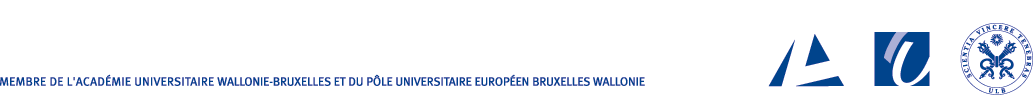 MEMBRE DE L'ACADÉMIE UNIVERSITAIRE WALLONIE-BRUXELLES ET DU PÔLE UNIVERSITAIRE EUROPÉEN BRUXELLES WALLONIE
SCIENTIA VINCERE TENEBRAS
ULB